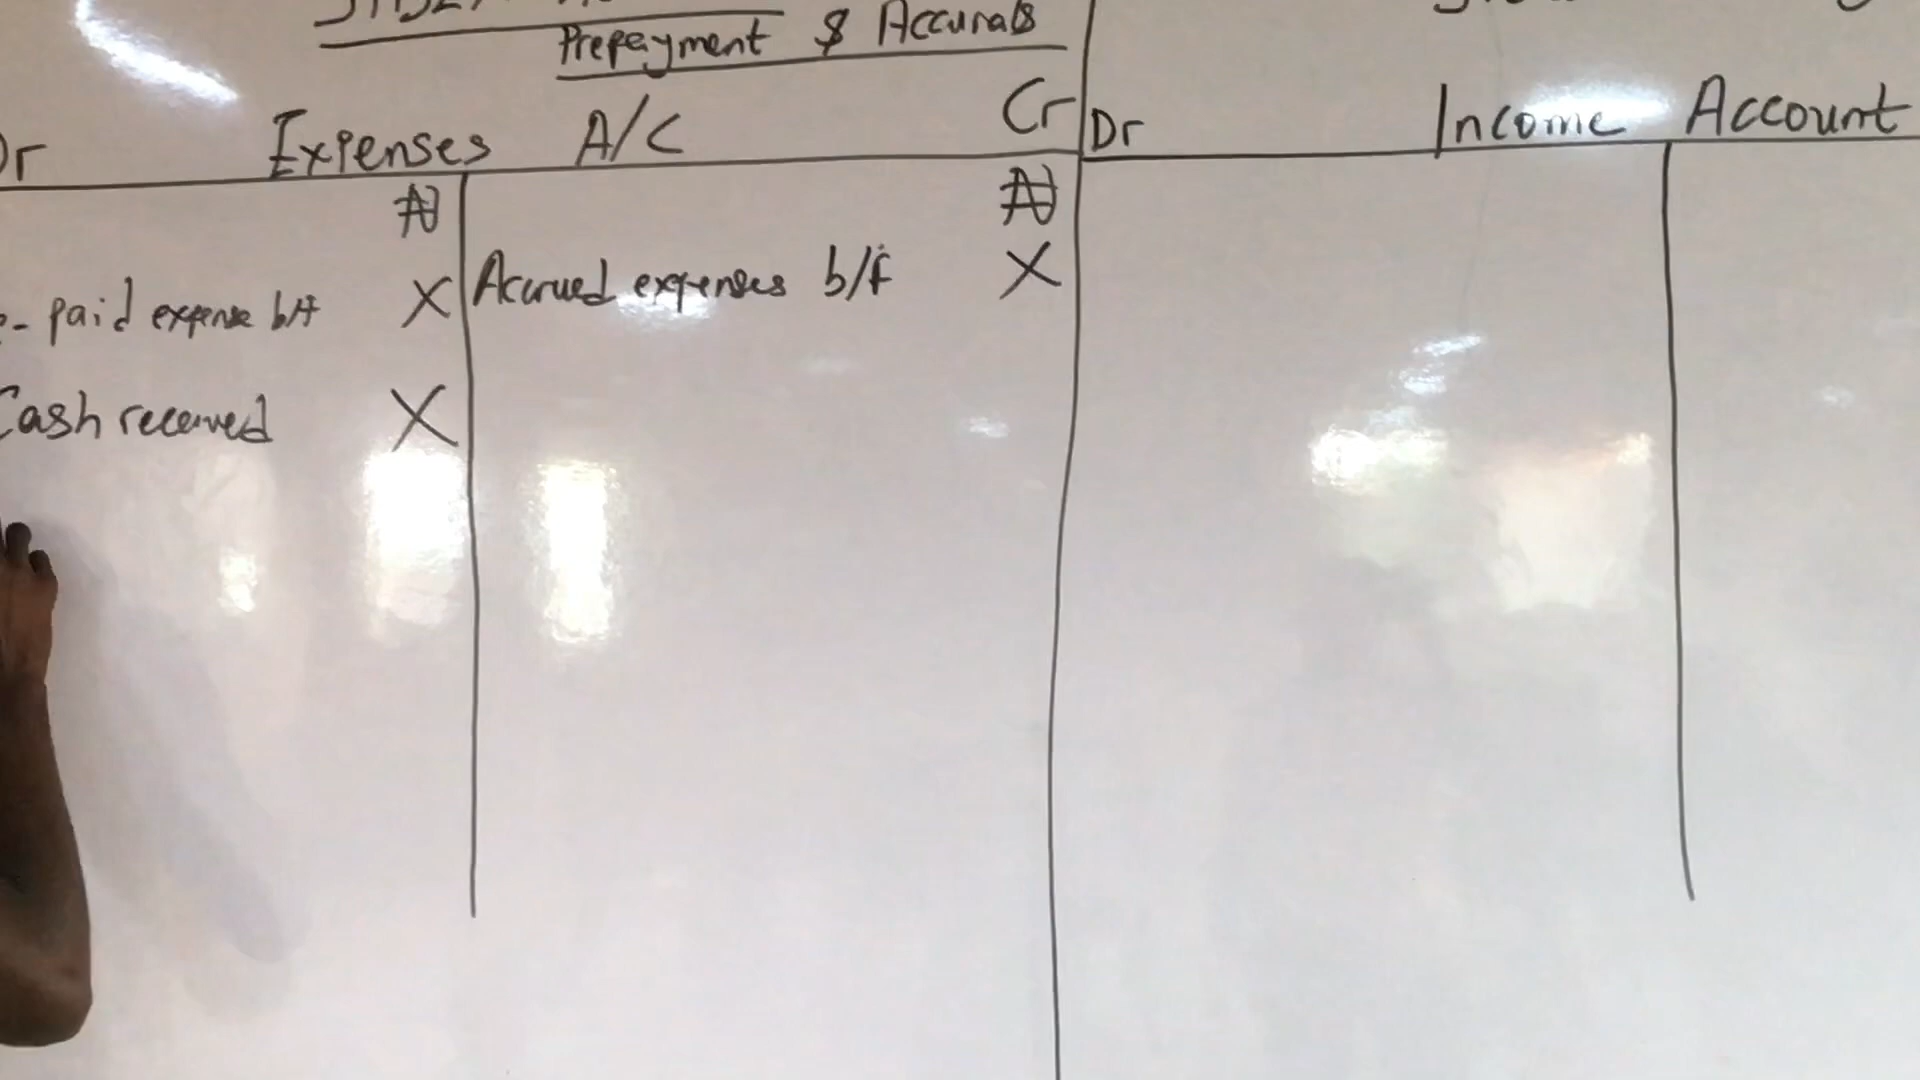 Prepayment & Accurals
Dr Expenses A/C Cr
₦ ₦
paid expense b/f X Accrued expenses b/f X
Cash received X
Dr Income Account